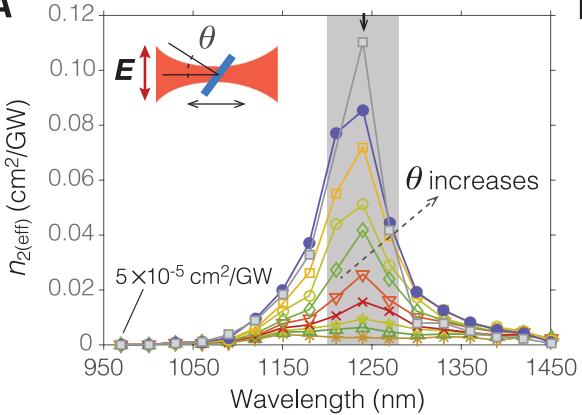 A
0.12
0.10
0.08
0.06
0.04
0.02
0
n2(eff) (cm²/GW)
E
θ
θ increases
5×10⁻⁵ cm²/GW
950
1050
1150
1250
1350
1450
Wavelength (nm)